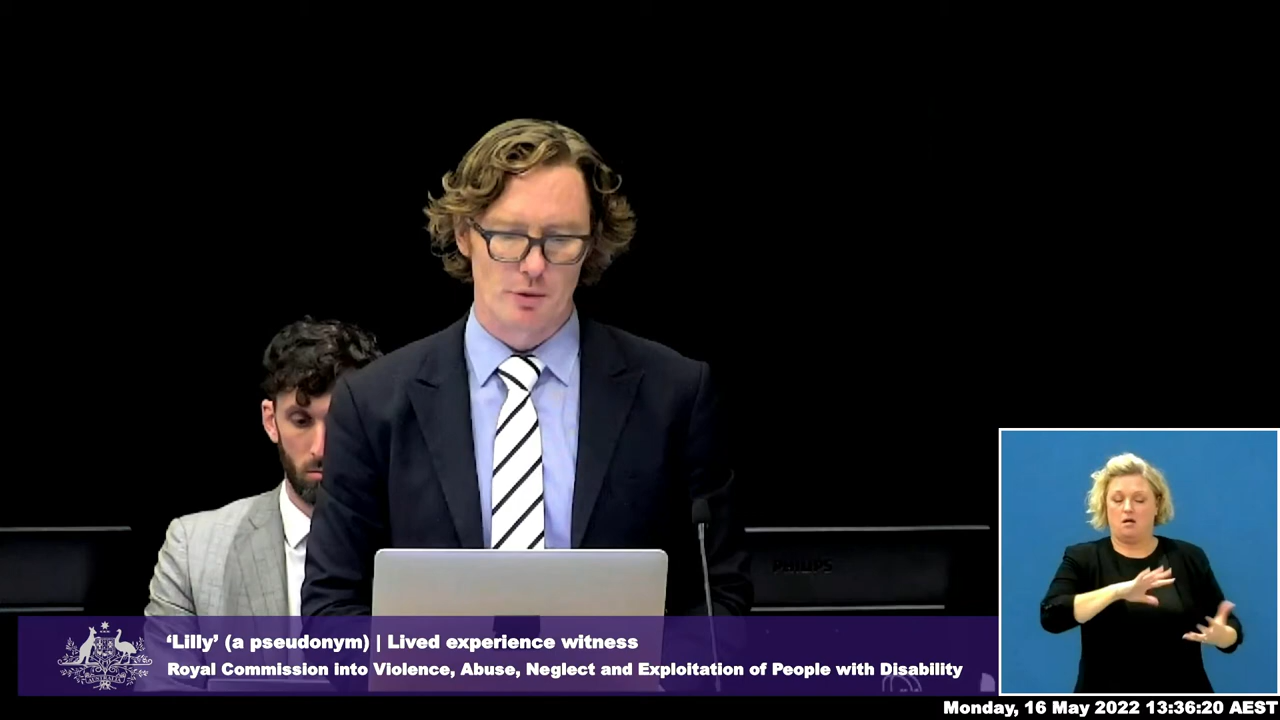 PHILIPS
‘Lilly’ (a pseudonym) | Lived experience witness
Royal Commission into Violence, Abuse, Neglect and Exploitation of People with Disability
AUSTRALIA
Monday, 16 May 2022 13:36:20 AEST